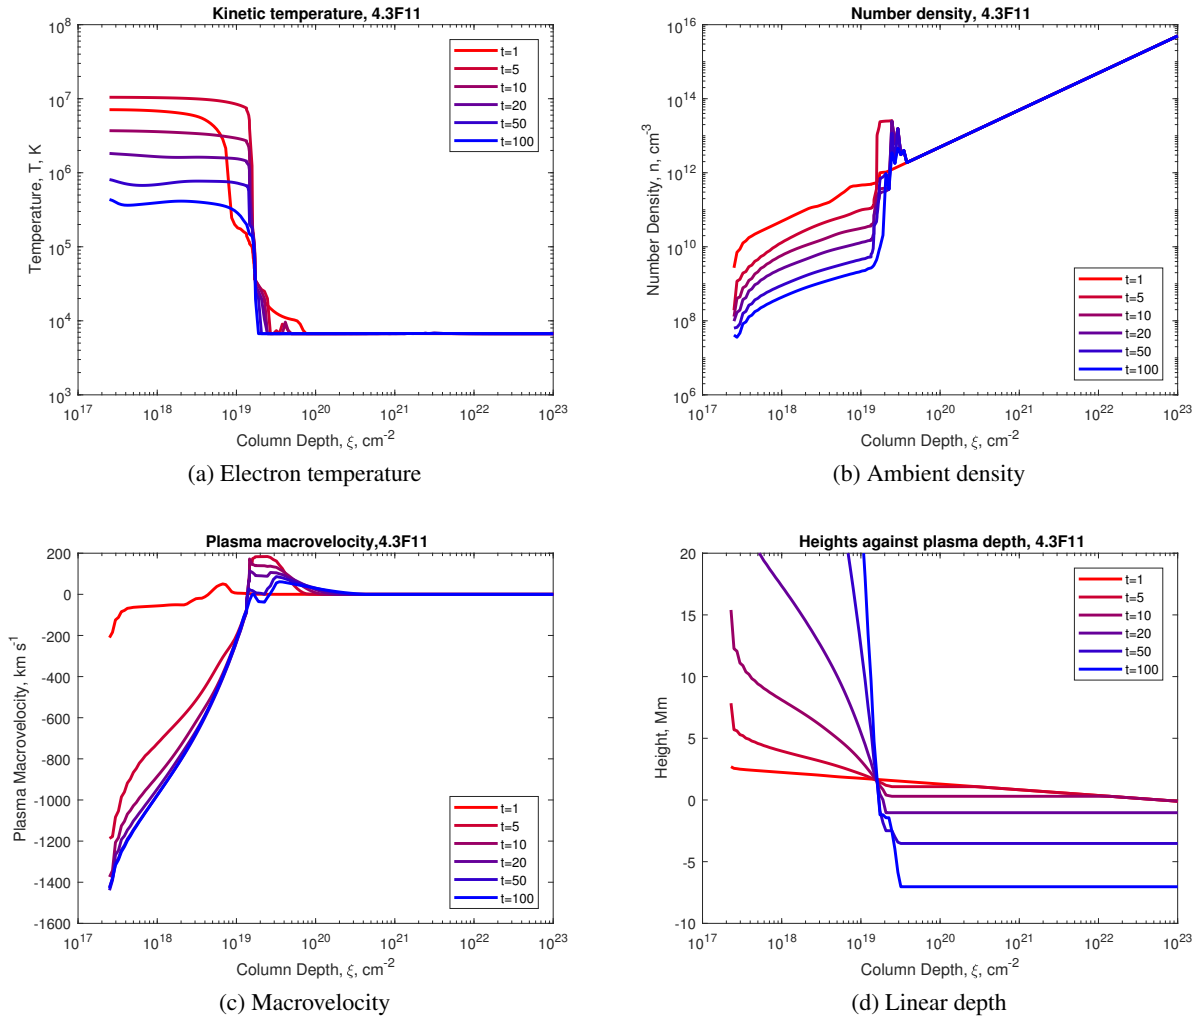 Kinetic temperature, 4.3F11
10^8
10^7
10^6
10^5
10^4
10^3
Temperature, T, K
t=1
t=5
t=10
t=20
t=50
t=100
10^17 10^18 10^19 10^20 10^21 10^22 10^23
Column Depth, ξ, cm^-2
(a) Electron temperature
Number density, 4.3F11
10^16
10^14
10^12
10^10
10^8
10^6
Number Density, n, cm^-3
t=1
t=5
t=10
t=20
t=50
t=100
10^17 10^18 10^19 10^20 10^21 10^22 10^23
Column Depth, ξ, cm^-2
(b) Ambient density
Plasma macrovelocity,4.3F11
200
0
-200
-400
-600
-800
-1000
-1200
-1400
-1600
Plasma Macrovelocity, km s^1
t=1
t=5
t=10
t=20
t=50
t=100
10^17 10^18 10^19 10^20 10^21 10^22 10^23
Column Depth, ξ, cm^-2
(c) Macrovelocity
Heights against plasma depth, 4.3F11
20
15
10
5
0
-5
-10
Height, Mm
t=1
t=5
t=10
t=20
t=50
t=100
10^17 10^18 10^19 10^20 10^21 10^22 10^23
Column Depth, ξ, cm^-2
(d) Linear depth